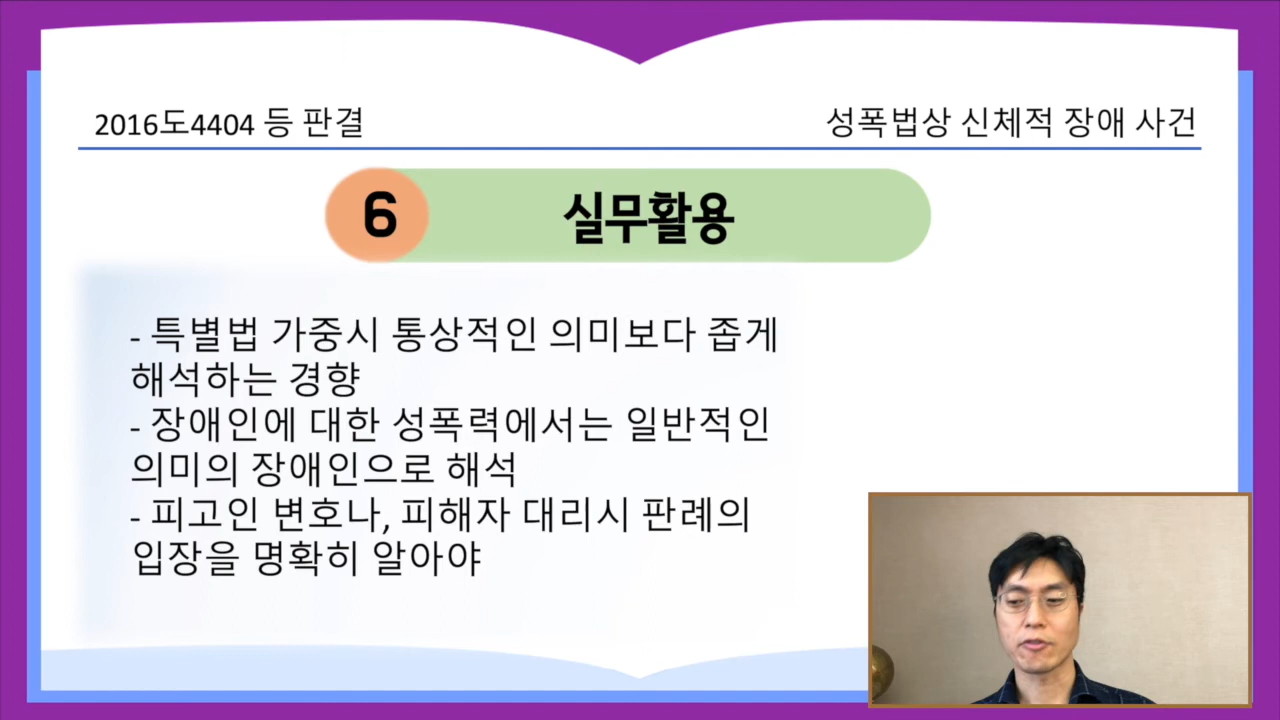 2016도4404 등 판결
성폭법상 신체적 장애 사건
6
실무활용
- 특별법 가중시 통상적인 의미보다 좁게
해석하는 경향
- 장애인에 대한 성폭력에서는 일반적인
의미의 장애인으로 해석
- 피고인 변호나, 피해자 대리시 판례의
입장을 명확히 알아야